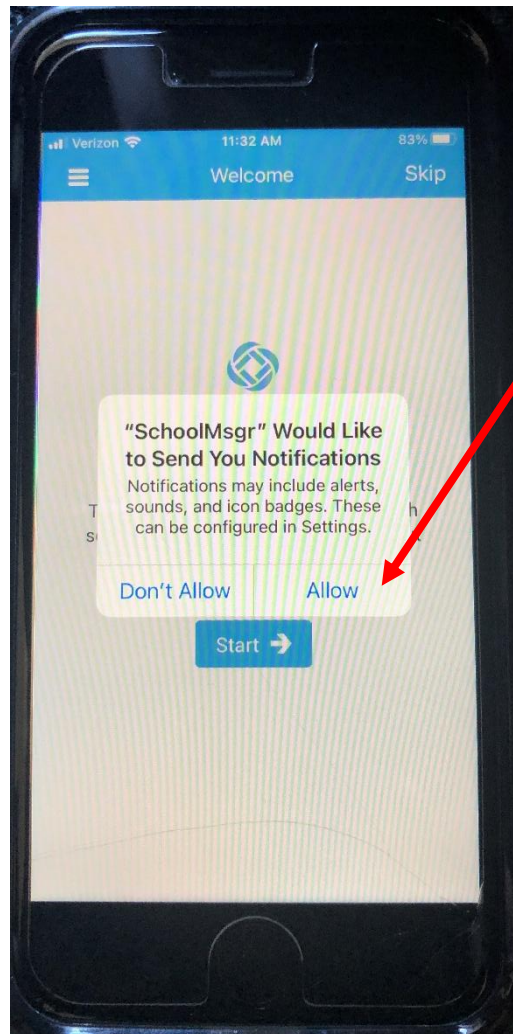 Verizon 11:32 AM 83%
Welcome Skip
"SchoolMsgr" Would Like
to Send You Notifications
Notifications may include alerts,
sounds, and icon badges. These
can be configured in Settings.
Don't Allow Allow
Start